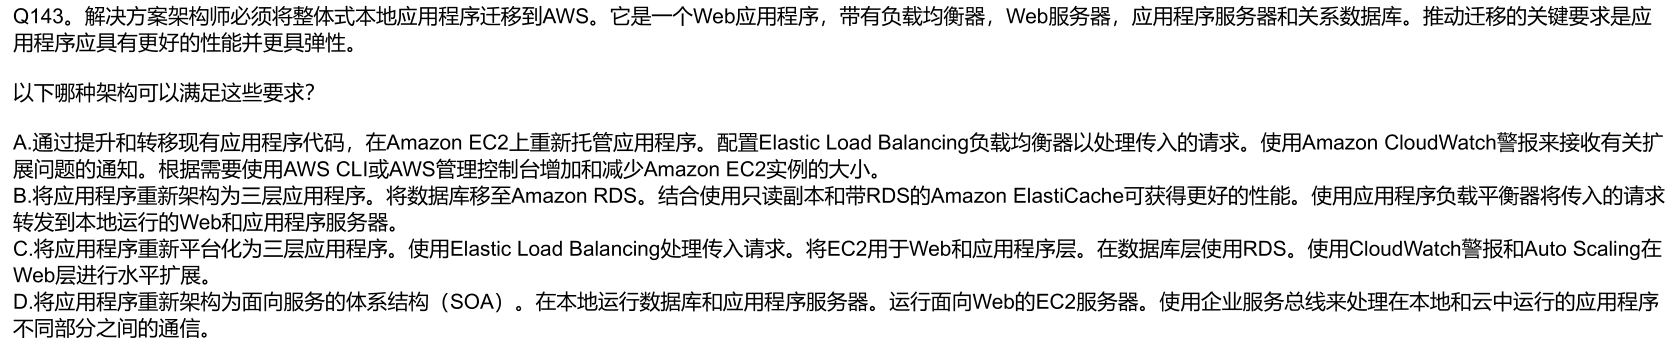 Q143。解决方案架构师必须将整体式本地应用程序迁移到AWS。它是一个Web应用程序，带有负载均衡器，Web服务器，应用程序服务器和关系数据库。推动迁移的关键要求是应
用程序应具有更好的性能并更具弹性。
以下哪种架构可以满足这些要求？
A.通过提升和转移现有应用程序代码，在Amazon EC2上重新托管应用程序。配置Elastic Load Balancing负载均衡器以处理传入的请求。使用Amazon CloudWatch警报来接收有关扩
展问题的通知。根据需要使用AWS CLI或AWS管理控制台增加和减少Amazon EC2实例的大小。
B.将应用程序重新架构为三层应用程序。将数据库移至Amazon RDS。结合使用只读副本和带RDS的Amazon ElastiCache可获得更好的性能。使用应用程序负载平衡器将传入的请求
转发到本地运行的Web和应用程序服务器。
C.将应用程序重新平台化为三层应用程序。使用Elastic Load Balancing处理传入请求。将EC2用于Web和应用程序层。在数据库层使用RDS。使用CloudWatch警报和Auto Scaling在
Web层进行水平扩展。
D.将应用程序重新架构为面向服务的体系结构（SOA）。在本地运行数据库和应用程序服务器。运行面向Web的EC2服务器。使用企业服务总线来处理在本地和云中运行的应用程序
不同部分之间的通信。